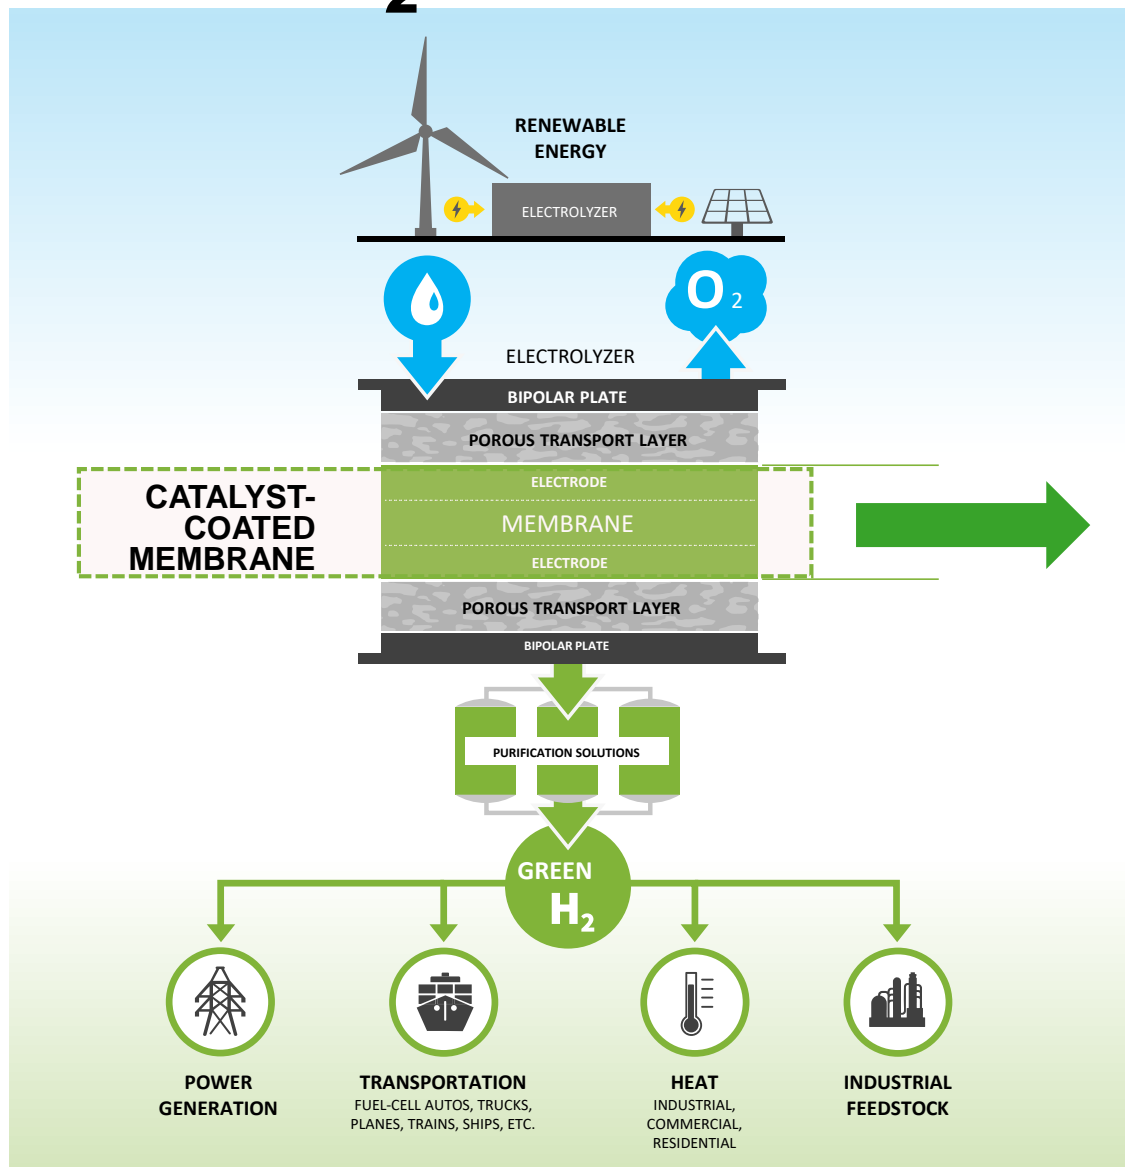 2
RENEWABLE
ENERGY
ELECTROLYZER
O2
ELECTROLYZER
BIPOLAR PLATE
POROUS TRANSPORT LAYER
CATALYST-
COATED
MEMBRANE
ELECTRODE
MEMBRANE
ELECTRODE
POROUS TRANSPORT LAYER
BIPOLAR PLATE
PURIFICATION SOLUTIONS
GREEN
H2
POWER
GENERATION
TRANSPORTATION
FUEL-CELL AUTOS, TRUCKS,
PLANES, TRAINS, SHIPS, ETC.
HEAT
INDUSTRIAL,
COMMERCIAL,
RESIDENTIAL
INDUSTRIAL
FEEDSTOCK